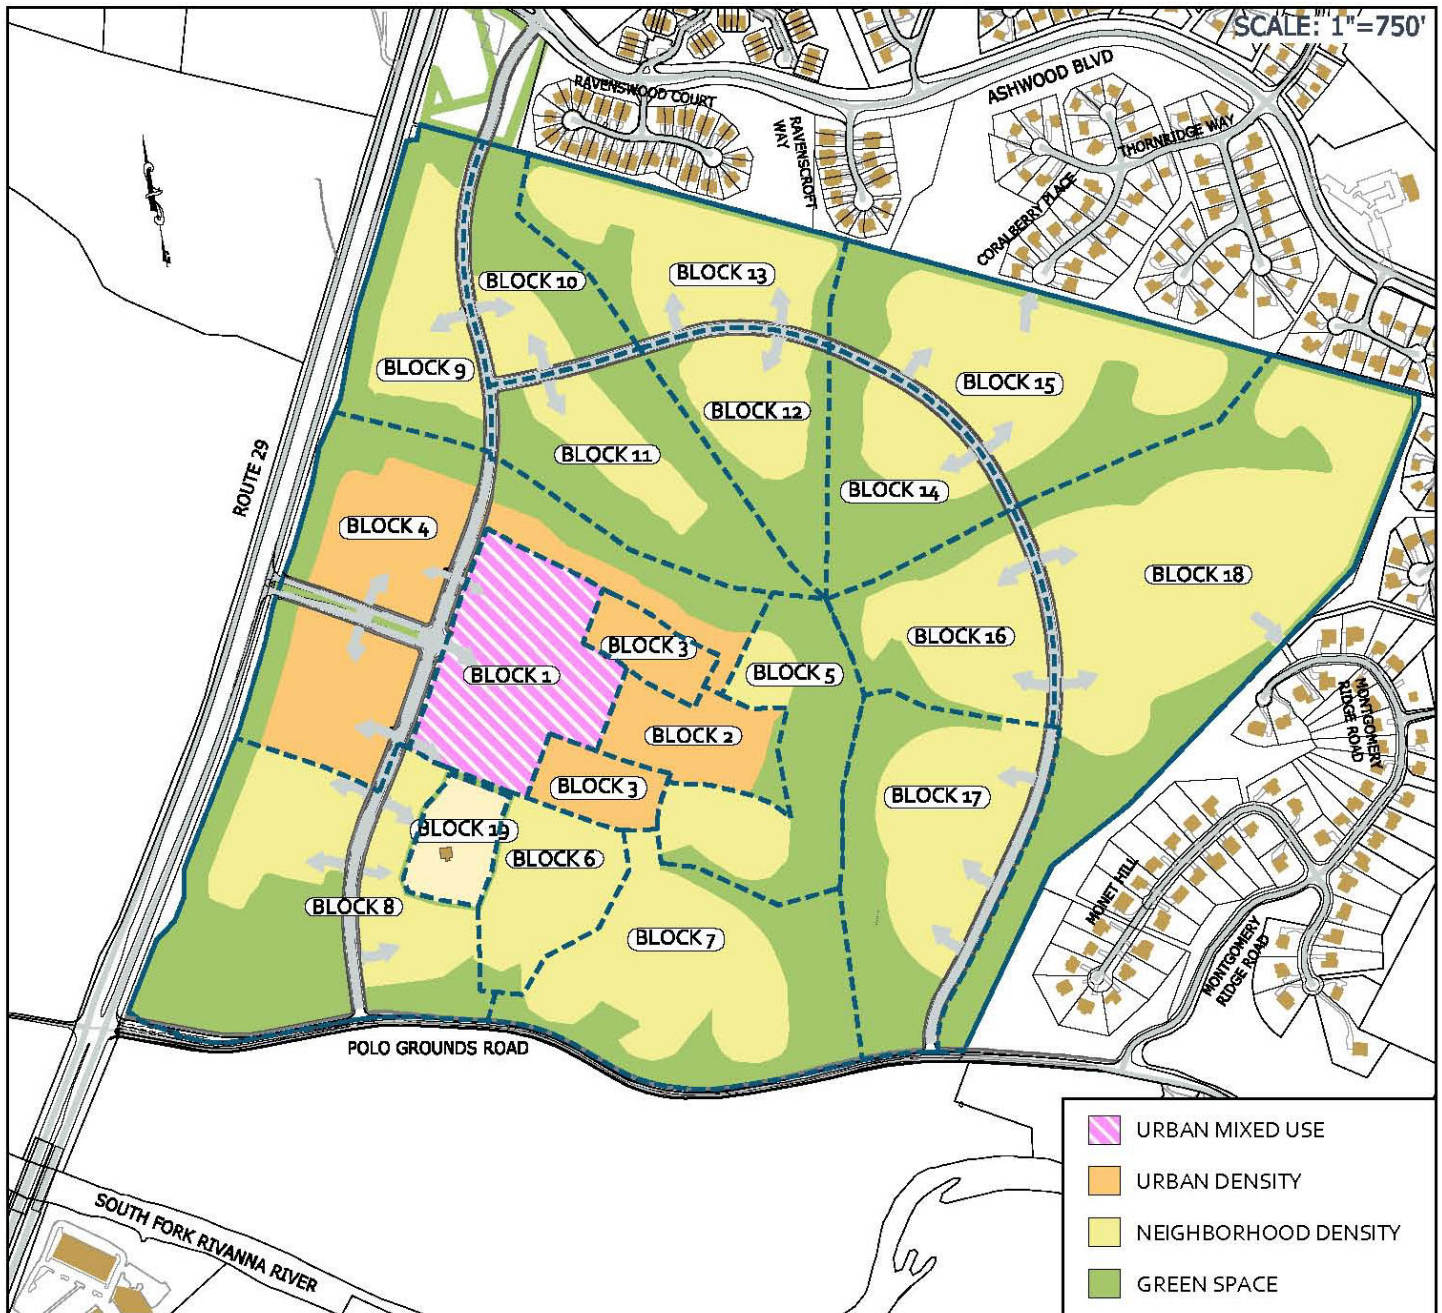 SCALE: 1"=750'
RAVENSWOOD COURT
ASHWOOD BLVD
RAVENSCROFT
WAY
THORNRIDGE WAY
CORALBERRY PLACE
BLOCK 13
BLOCK 10
BLOCK 9
BLOCK 15
BLOCK 12
BLOCK 11
BLOCK 14
ROUTE 29
BLOCK 4
BLOCK 18
BLOCK 16
BLOCK 3
BLOCK 1
BLOCK 5
BLOCK 2
BLOCK 3
BLOCK 17
BLOCK 19
BLOCK 6
BLOCK 8
BLOCK 7
MONTGOMERY
RIDGE ROAD
MONET HILL
MONTGOMERY
RIDGE ROAD
POLO GROUNDS ROAD
SOUTH FORK RIVANNA RIVER
URBAN MIXED USE
URBAN DENSITY
NEIGHBORHOOD DENSITY
GREEN SPACE